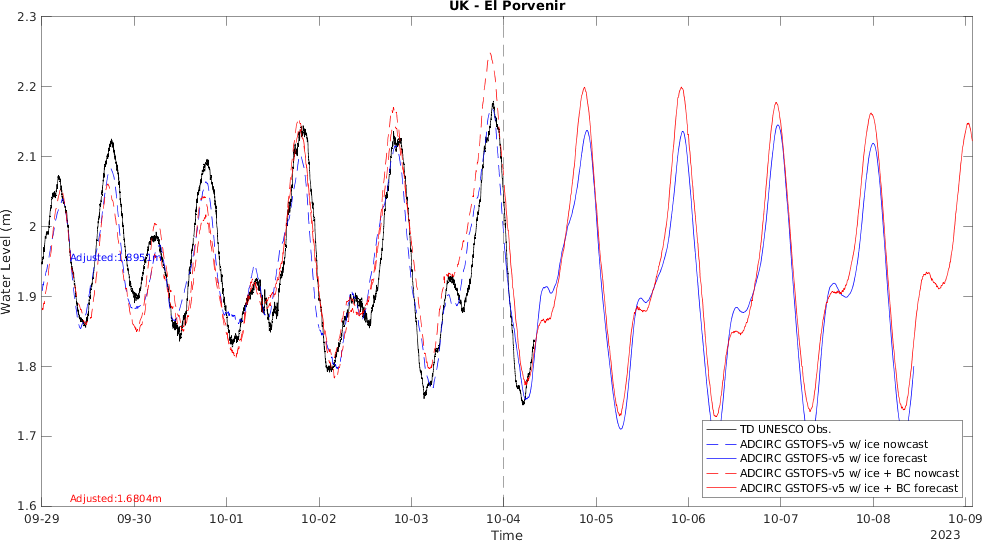 UK - El Porvenir
2.3
2.2
2.1
2
1.9
1.8
1.7
1.6
Water Level (m)
Adjusted:1.8951m
Adjusted:1.6804m
TD UNESCO Obs.
ADCIRC GSTOFS-v5 w/ ice nowcast
ADCIRC GSTOFS-v5 w/ ice forecast
ADCIRC GSTOFS-v5 w/ ice + BC nowcast
ADCIRC GSTOFS-v5 w/ ice + BC forecast
09-29 09-30 10-01 10-02 10-03 10-04 10-05 10-06 10-07 10-08 10-09
Time 2023